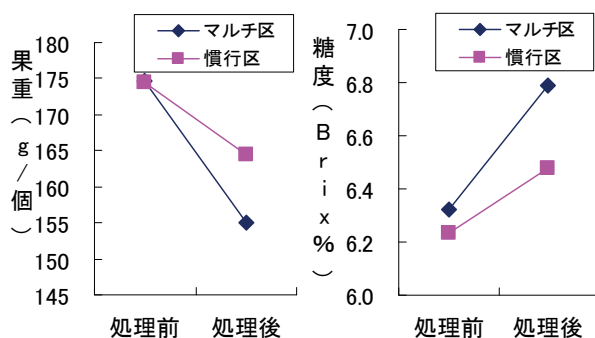 果重(g/個)
180
175
170
165
160
155
150
145
マルチ区
慣行区
処理前 処理後
糖度(Brix%)
7.0
6.8
6.6
6.4
6.2
6.0
マルチ区
慣行区
処理前 処理後